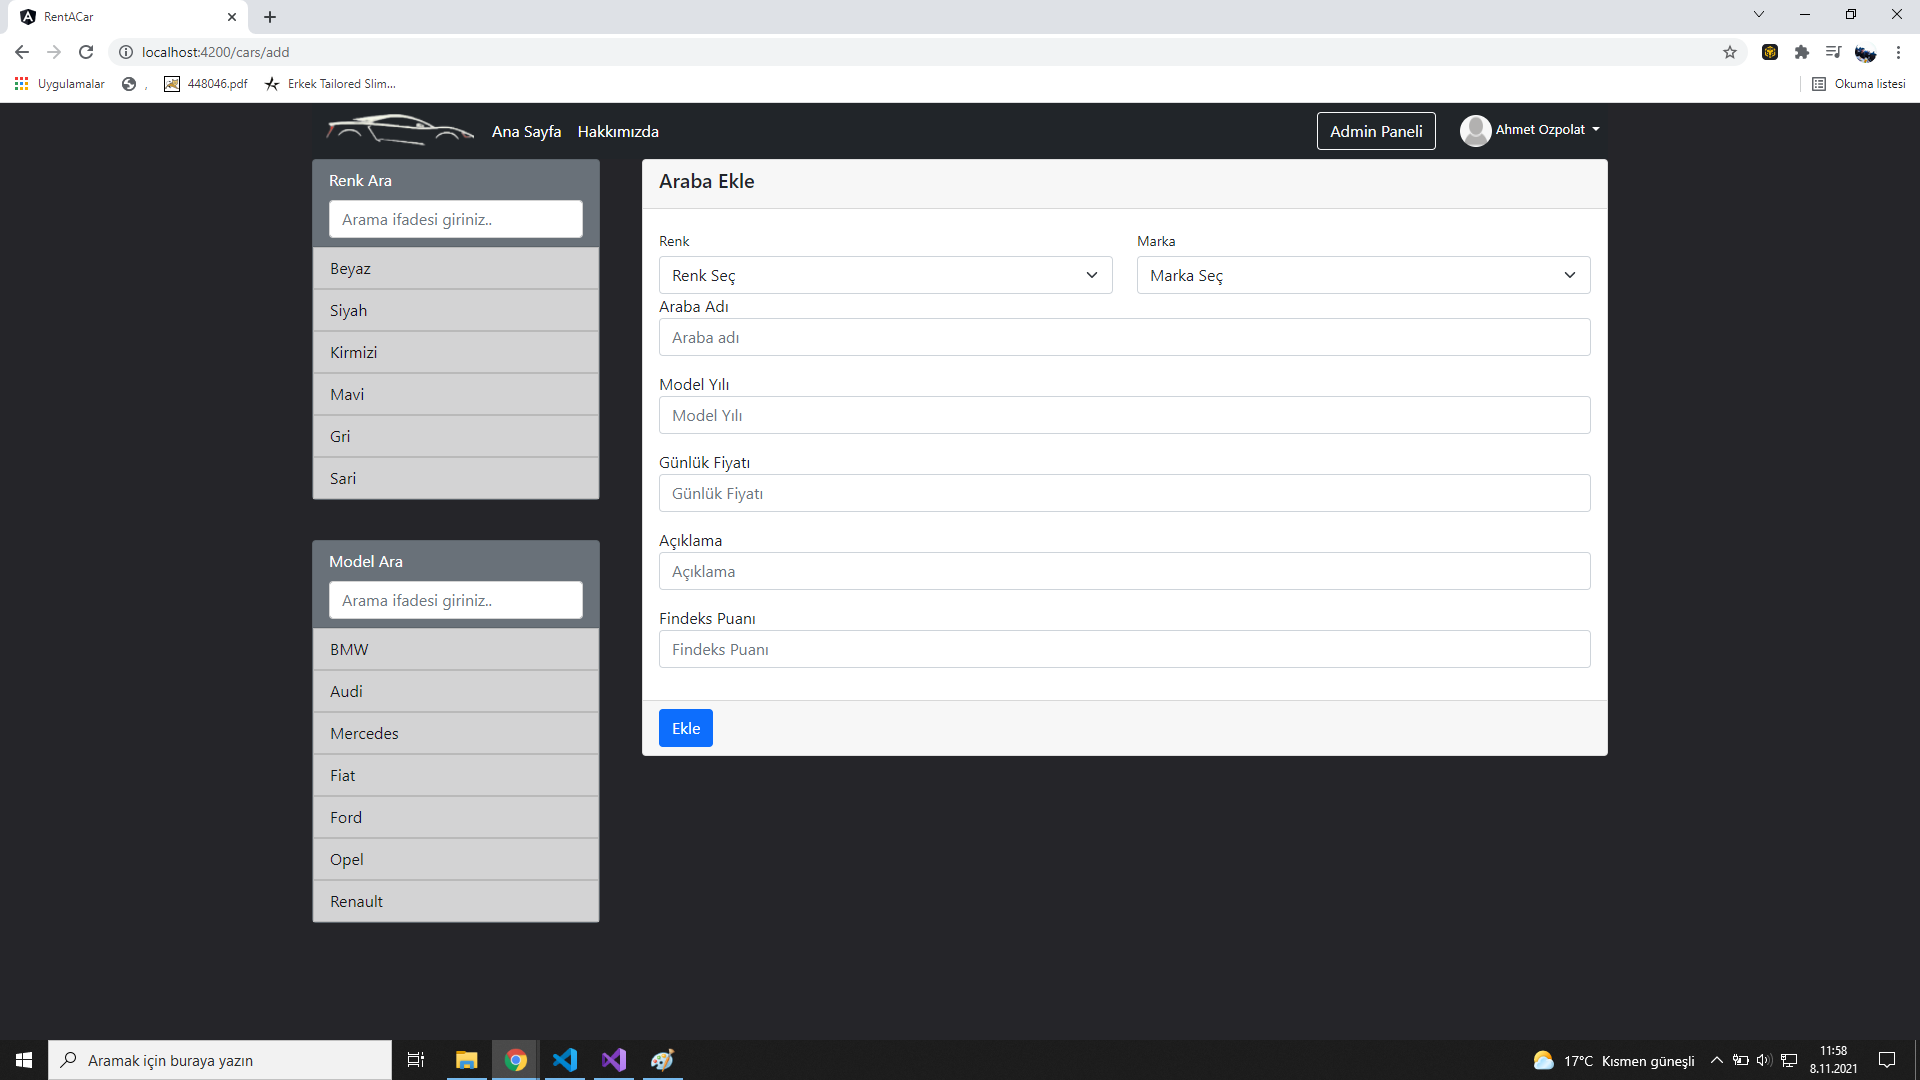 RentACar
localhost:4200/cars/add
Uygulamalar
,
448046.pdf
Erkek Tailored Slim...
Okuma listesi
Ana Sayfa
Hakkımızda
Admin Paneli
Ahmet Ozpolat
Renk Ara
Arama ifadesi giriniz..
Beyaz
Siyah
Kirmizi
Mavi
Gri
Sari
Model Ara
Arama ifadesi giriniz..
BMW
Audi
Mercedes
Fiat
Ford
Opel
Renault
Araba Ekle
Renk
Marka
Renk Seç
Marka Seç
Araba Adı
Araba adı
Model Yılı
Model Yılı
Günlük Fiyatı
Günlük Fiyatı
Açıklama
Açıklama
Findeks Puanı
Findeks Puanı
Ekle
Aramak için buraya yazın
17°C Kısmen güneşli
11:58
8.11.2021